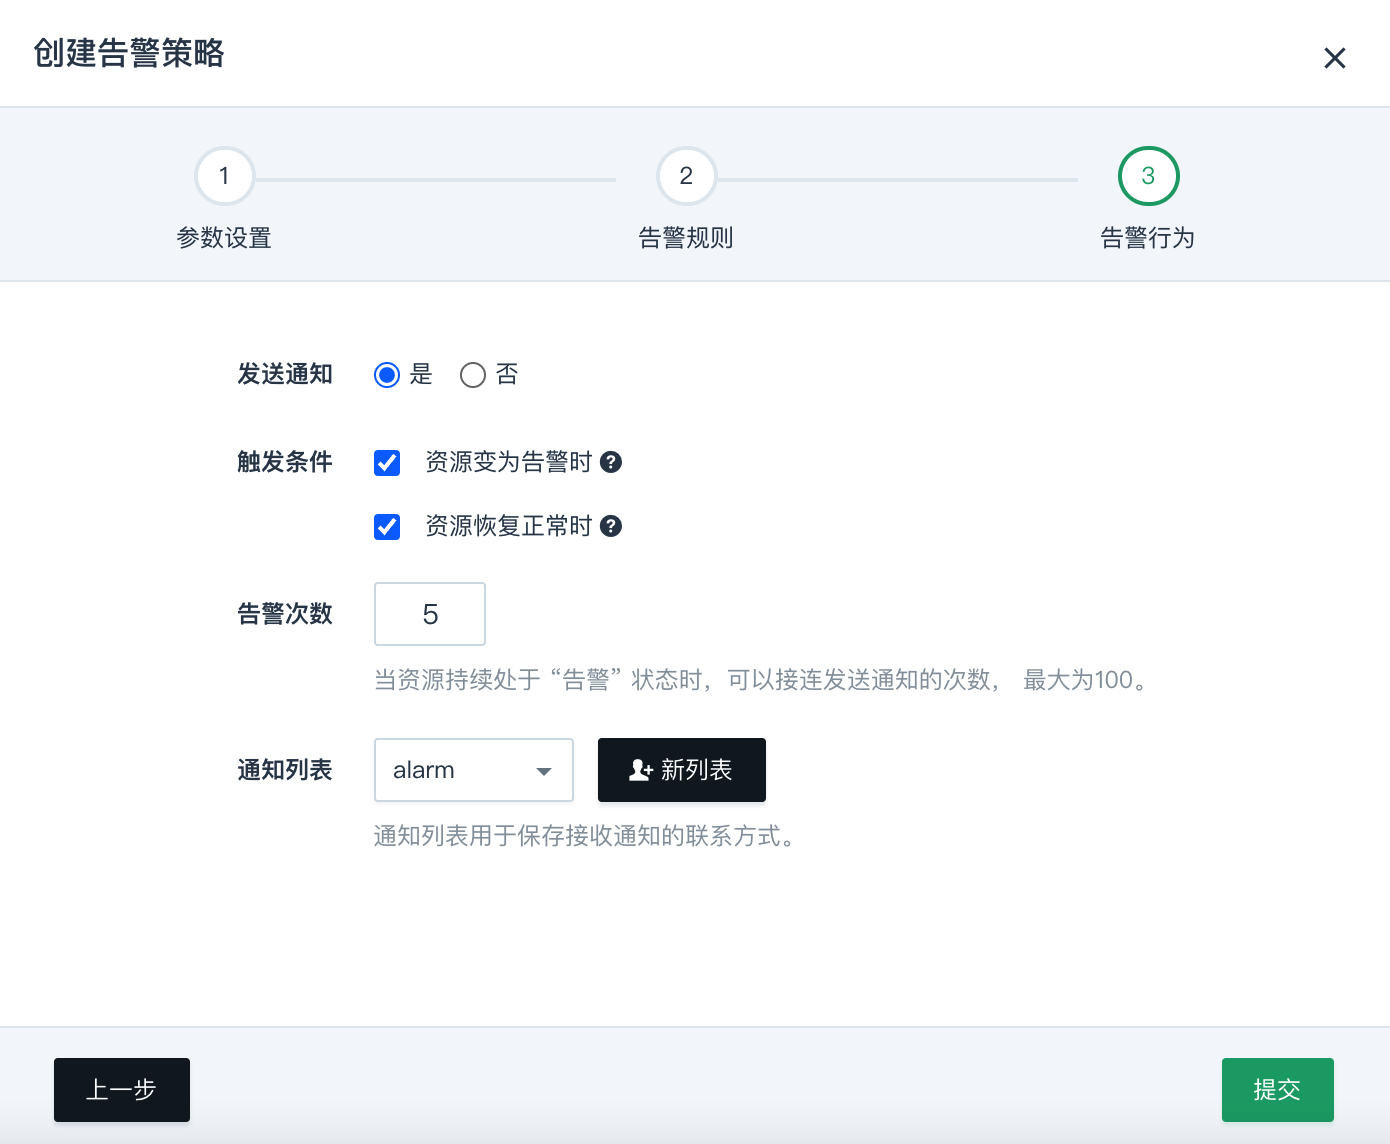 创建告警策略
1
2
3
参数设置
告警规则
告警行为
发送通知 是 否
触发条件 资源变为告警时 ?
资源恢复正常时 ?
告警次数 5
当资源持续处于“告警”状态时，可以接连发送通知的次数， 最大为100。
通知列表 alarm 新列表
通知列表用于保存接收通知的联系方式。
上一步 提交